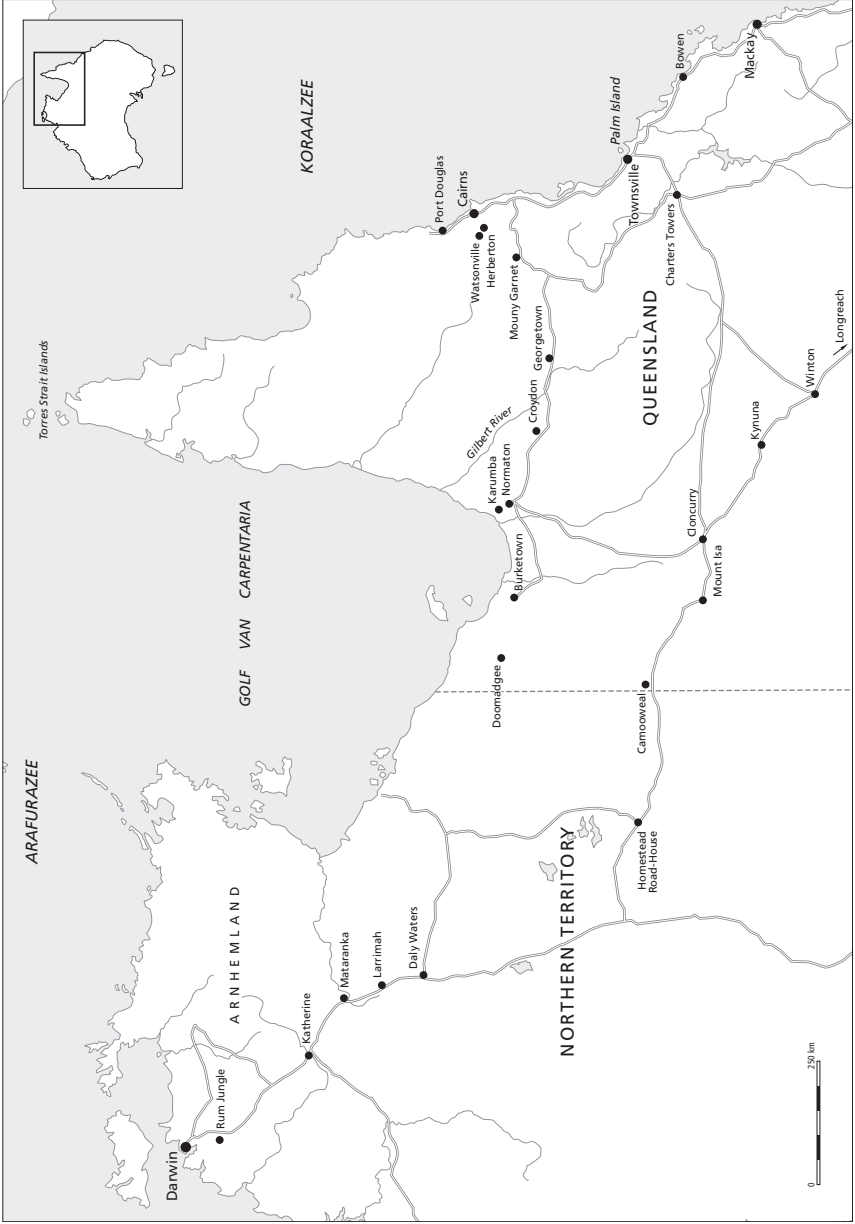 ARAFURAZEE
Torres Strait Islands
KORAALZEE
GOLF VAN CARPENTARIA
ARNHEMLAND
Darwin
Rum Jungle
Katherine
Mataranka
Larrimah
Daly Waters
NORTHERN TERRITORY
Homestead
Road-House
Camooweal
Doomadgee
Burketown
Karumba
Normaton
Gilbert River
Croydon
Georgetown
Mouny Garnet
Watsonville
Herberton
Port Douglas
Cairns
Palm Island
Townsville
Charters Towers
Bowen
Mackay
QUEENSLAND
Mount Isa
Cloncurry
Kynuna
Winton
Longreach
0
250 km